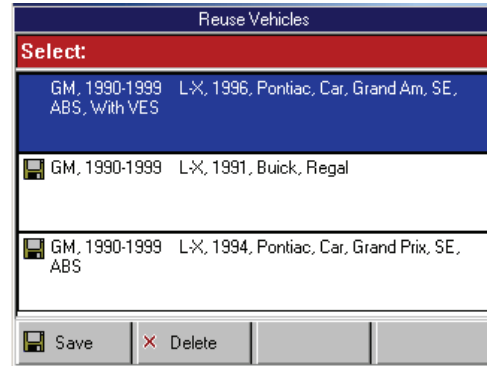 Reuse Vehicles
Select:
GM, 1990-1999 L-X, 1996, Pontiac, Car, Grand Am, SE,
ABS, With VES
GM, 1990-1999 L-X, 1991, Buick, Regal
GM, 1990-1999 L-X, 1994, Pontiac, Car, Grand Prix, SE,
ABS
Save Delete